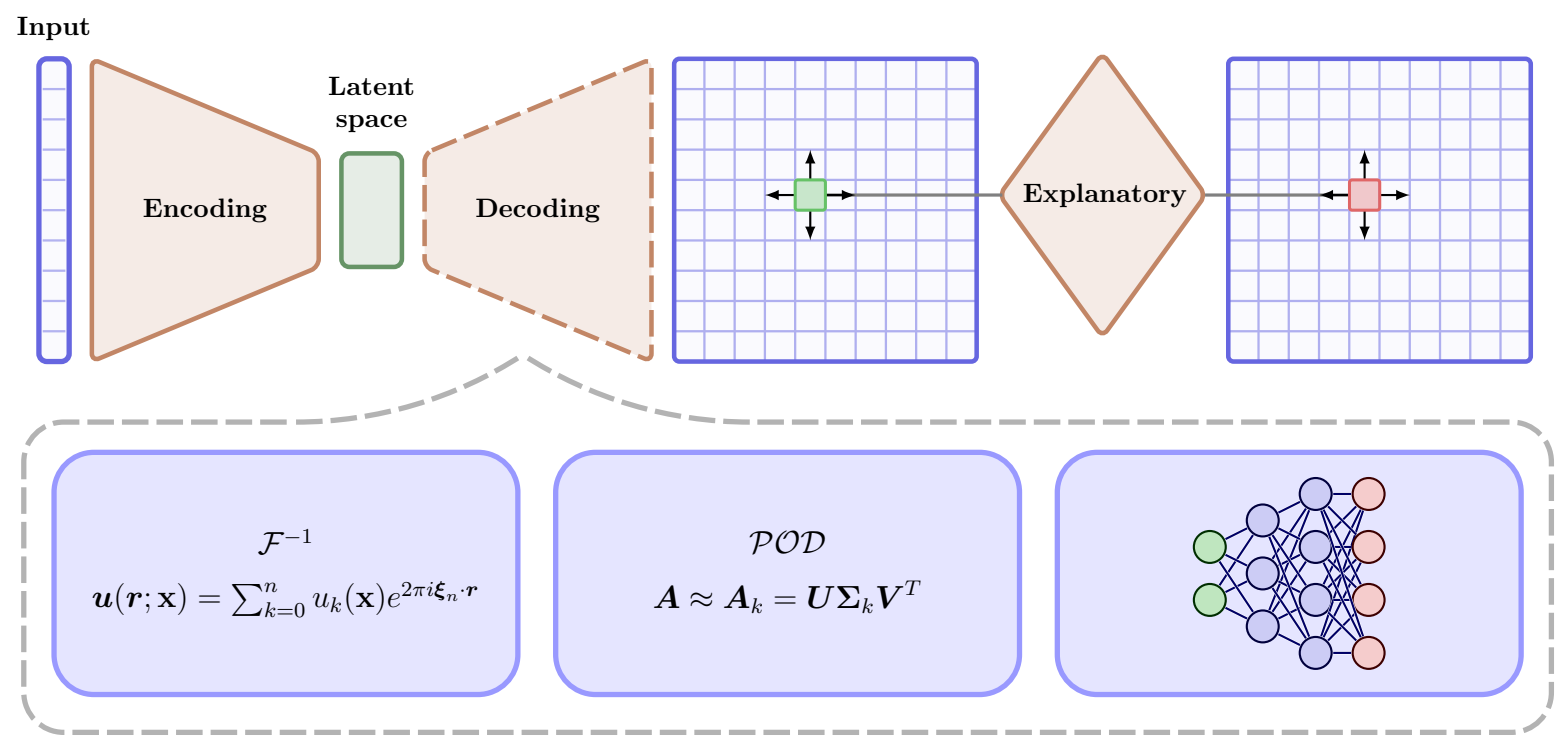 Input
Latent
space
Encoding
Decoding
Explanatory
𝓕⁻¹
𝒖(𝒓; 𝐱) = ∑ₖ₌₀ⁿ uₖ(𝐱)e^{2πi𝝃ₙ·𝒓}
𝒫𝒪𝒟
𝑨 ≈ 𝑨ₖ = 𝑼𝚺ₖ𝑽ᵀ